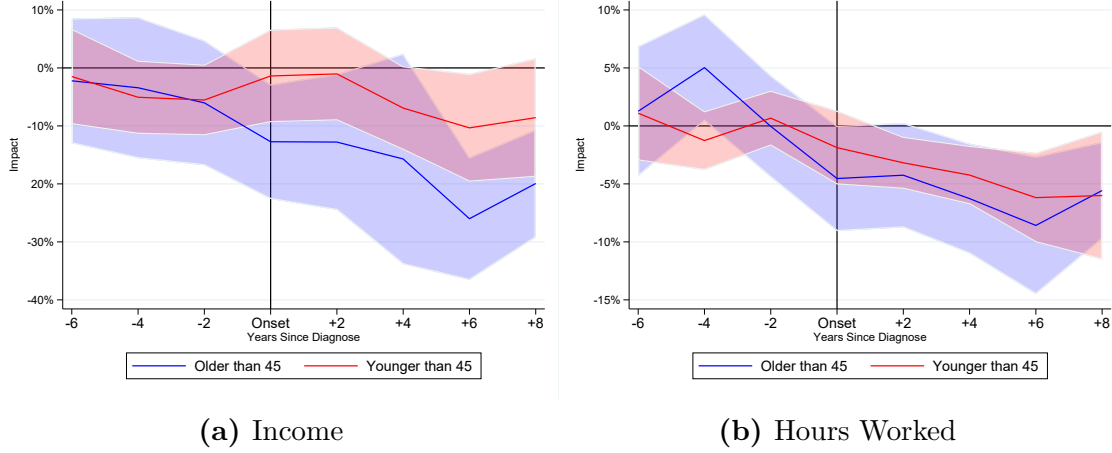 10%
0%
-10%
20%
-30%
-40%
Impact
-6 -4 -2 Onset +2 +4 +6 +8
Years Since Diagnose
Older than 45 Younger than 45
(a) Income
10%
5%
0%
-5%
-10%
-15%
Impact
-6 -4 -2 Onset +2 +4 +6 +8
Years Since Diagnose
Older than 45 Younger than 45
(b) Hours Worked